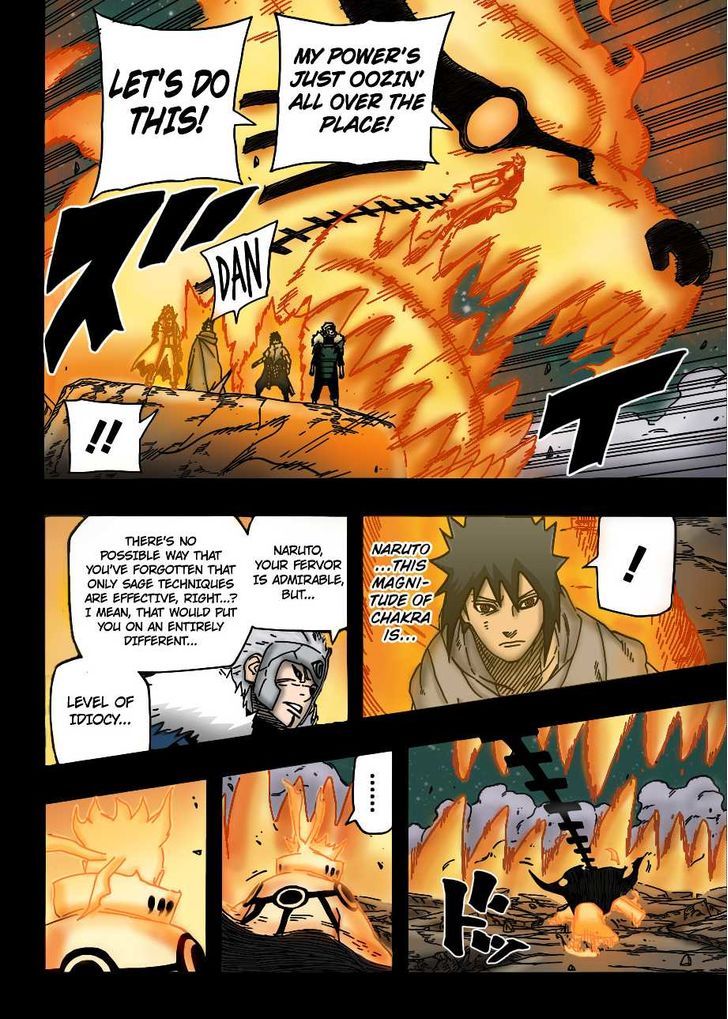 MY POWER'S
JUST OOZIN'
ALL OVER THE
PLACE!
LET'S DO
THIS!
ズ
DAN
!!
!
NARUTO
...THIS
MAGNI-
TUDE OF
CHAKRA
IS...
NARUTO,
YOUR FERVOR
IS ADMIRABLE,
BUT...
THERE'S NO
POSSIBLE WAY THAT
YOU'VE FORGOTTEN THAT
ONLY SAGE TECHNIQUES
ARE EFFECTIVE, RIGHT...?
I MEAN, THAT WOULD PUT
YOU ON AN ENTIRELY
DIFFERENT...
LEVEL OF
IDIOCY...
ドッ
......